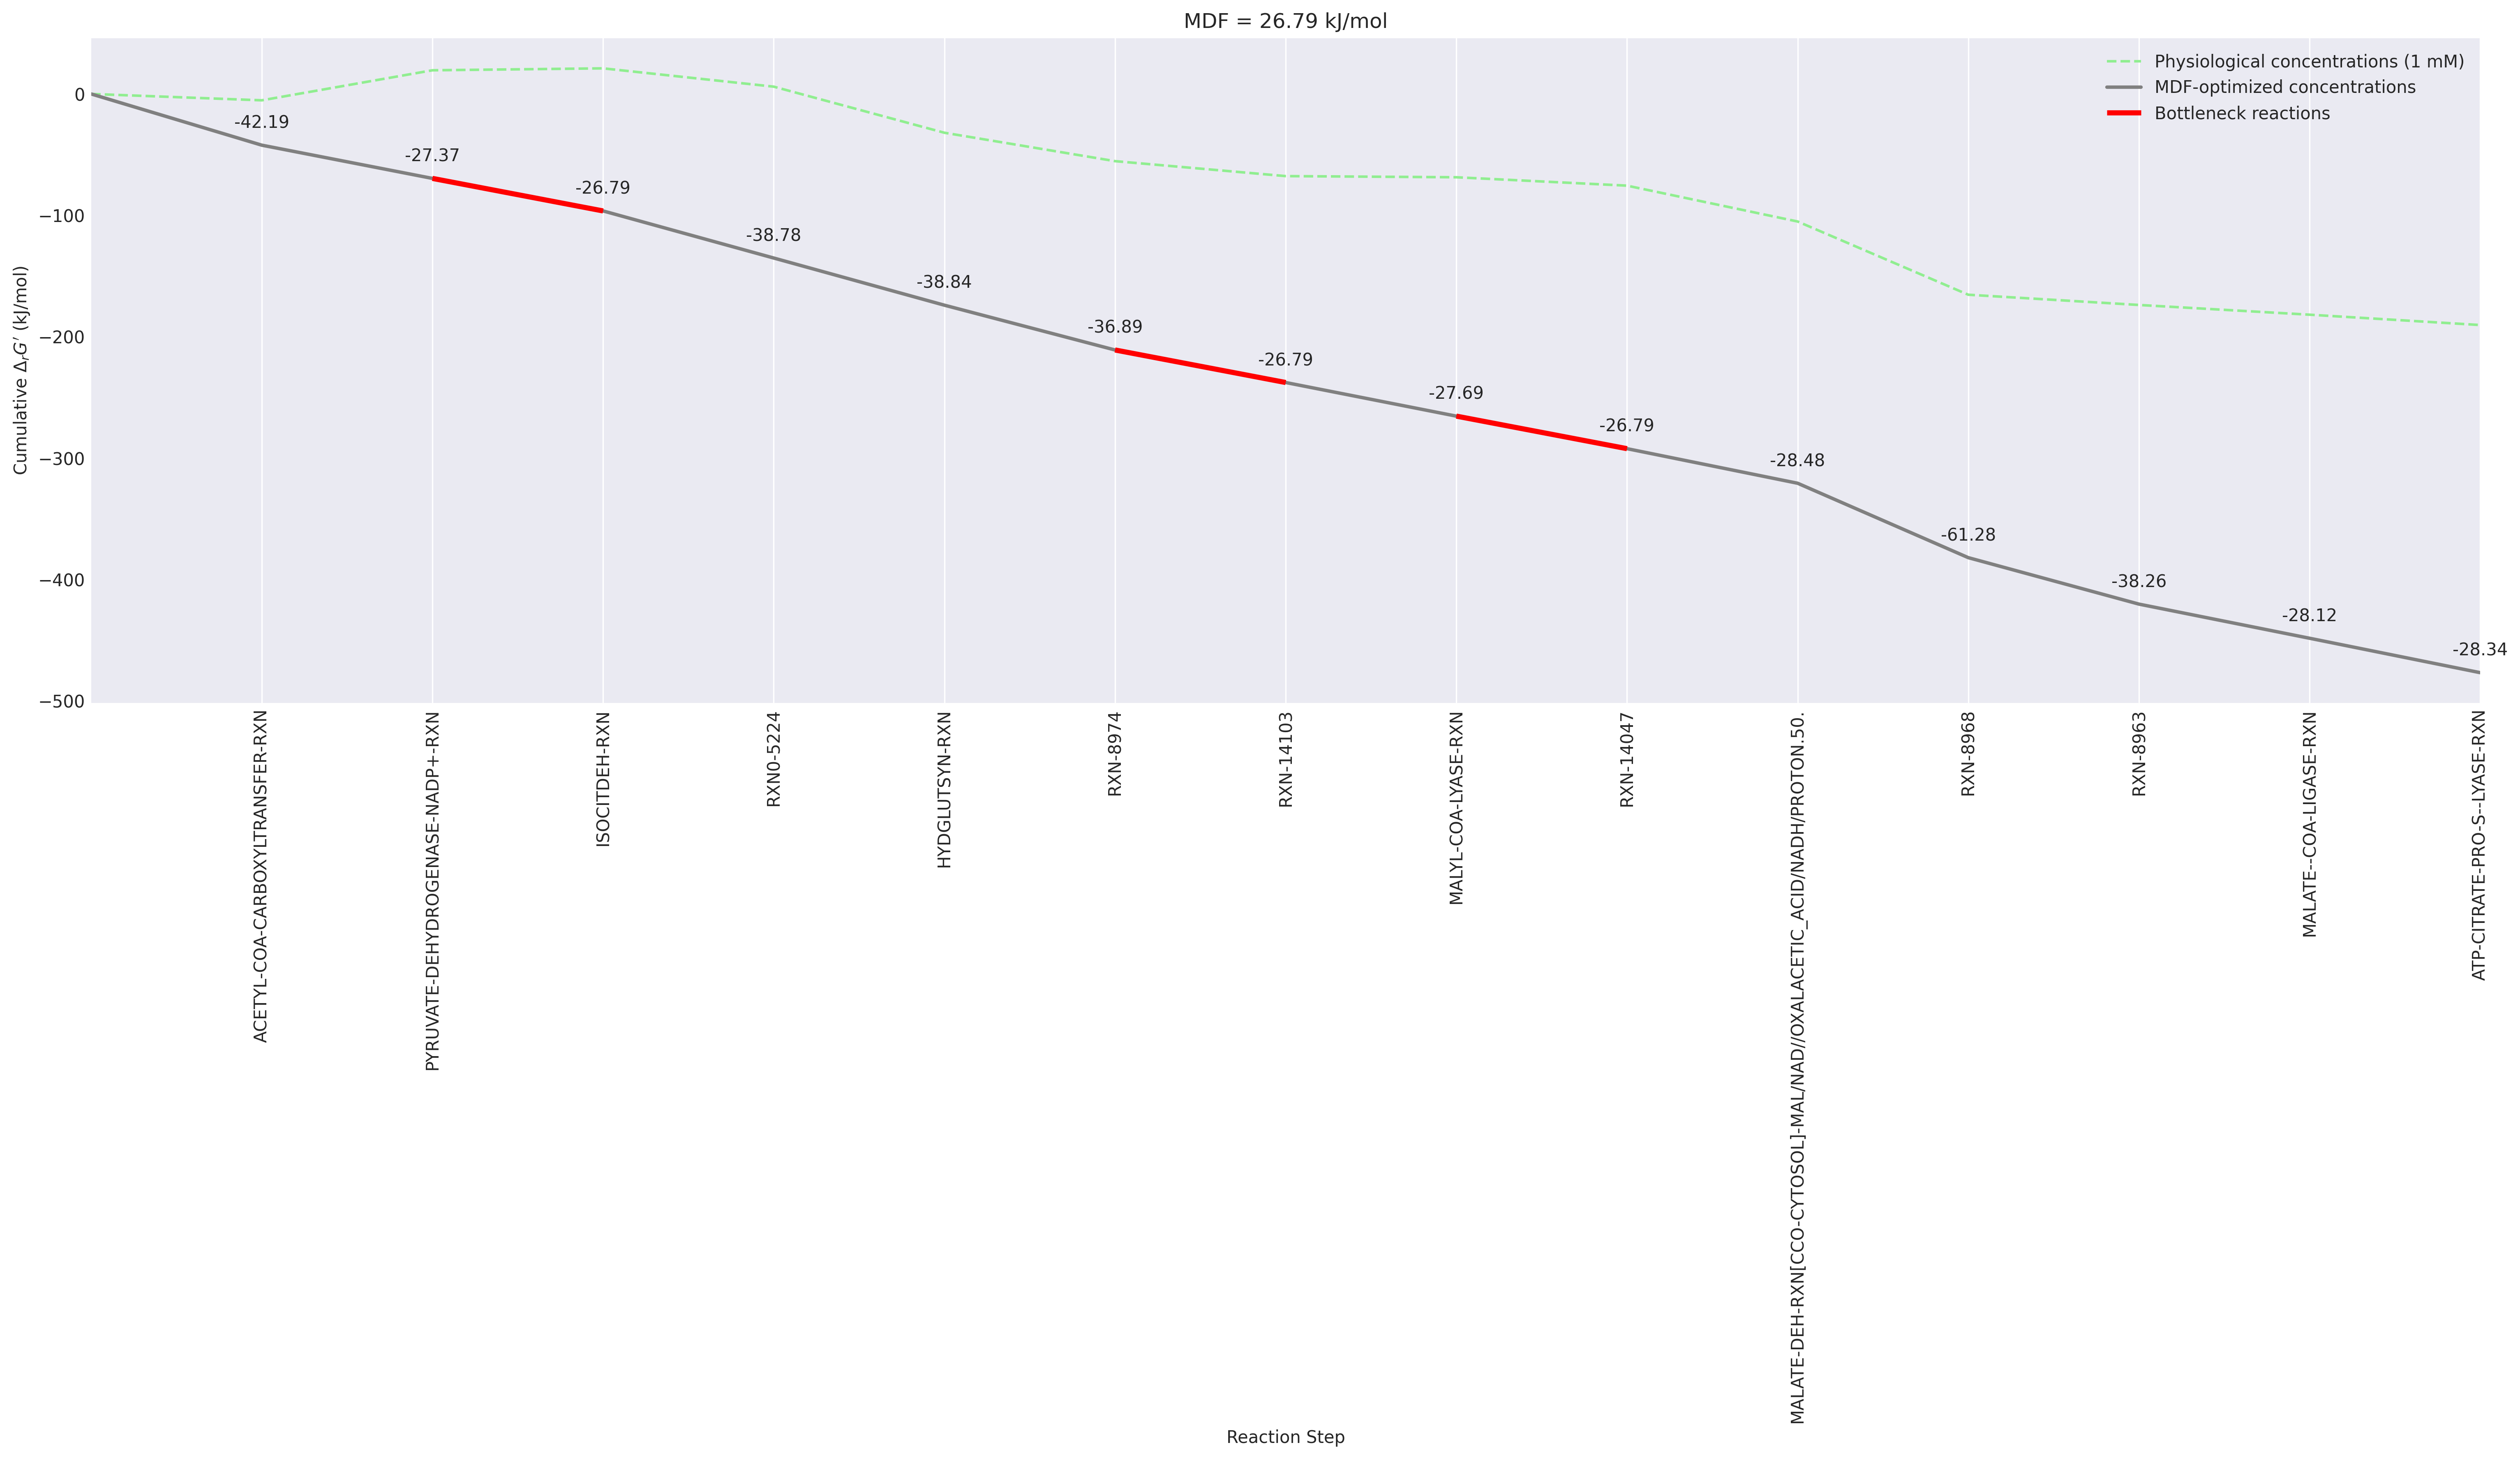 MDF = 26.79 kJ/mol
Physiological concentrations (1 mM)
MDF-optimized concentrations
Bottleneck reactions
Cumulative ΔrG′ (kJ/mol)
0
−100
−200
−300
−400
−500
-42.19
-27.37
-26.79
-38.78
-38.84
-36.89
-26.79
-27.69
-26.79
-28.48
-61.28
-38.26
-28.12
-28.34
ACETYL-COA-CARBOXYLTRANSFER-RXN
PYRUVATE-DEHYDROGENASE-NADP+-RXN
ISOCITDEH-RXN
RXN0-5224
HYDGLUTSYN-RXN
RXN-8974
RXN-14103
MALYL-COA-LYASE-RXN
RXN-14047
MALATE-DEH-RXN[CCO-CYTOSOL]-MAL/NAD//OXALACETIC_ACID/NADH/PROTON.50.
RXN-8968
RXN-8963
MALATE--COA-LIGASE-RXN
ATP-CITRATE-PRO-S--LYASE-RXN
Reaction Step